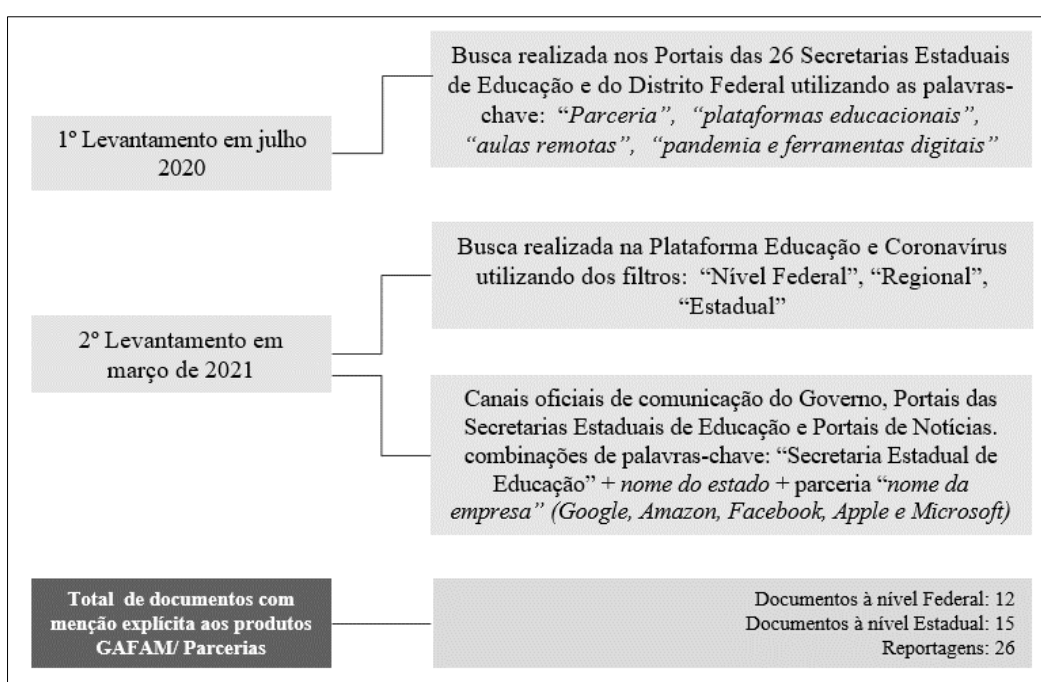 1º Levantamento em julho
2020
Busca realizada nos Portais das 26 Secretarias Estaduais
de Educação e do Distrito Federal utilizando as palavras-
chave: “Parceria”, “plataformas educacionais”,
“aulas remotas”, “pandemia e ferramentas digitais”
2º Levantamento em
março de 2021
Busca realizada na Plataforma Educação e Coronavírus
utilizando dos filtros: “Nível Federal”, “Regional”,
“Estadual”
Canais oficiais de comunicação do Governo, Portais das
Secretarias Estaduais de Educação e Portais de Notícias.
combinações de palavras-chave: “Secretaria Estadual de
Educação” + nome do estado + parceria “nome da
empresa” (Google, Amazon, Facebook, Apple e Microsoft)
Total de documentos com
menção explícita aos produtos
GAFAM/ Parcerias
Documentos à nível Federal: 12
Documentos à nível Estadual: 15
Reportagens: 26